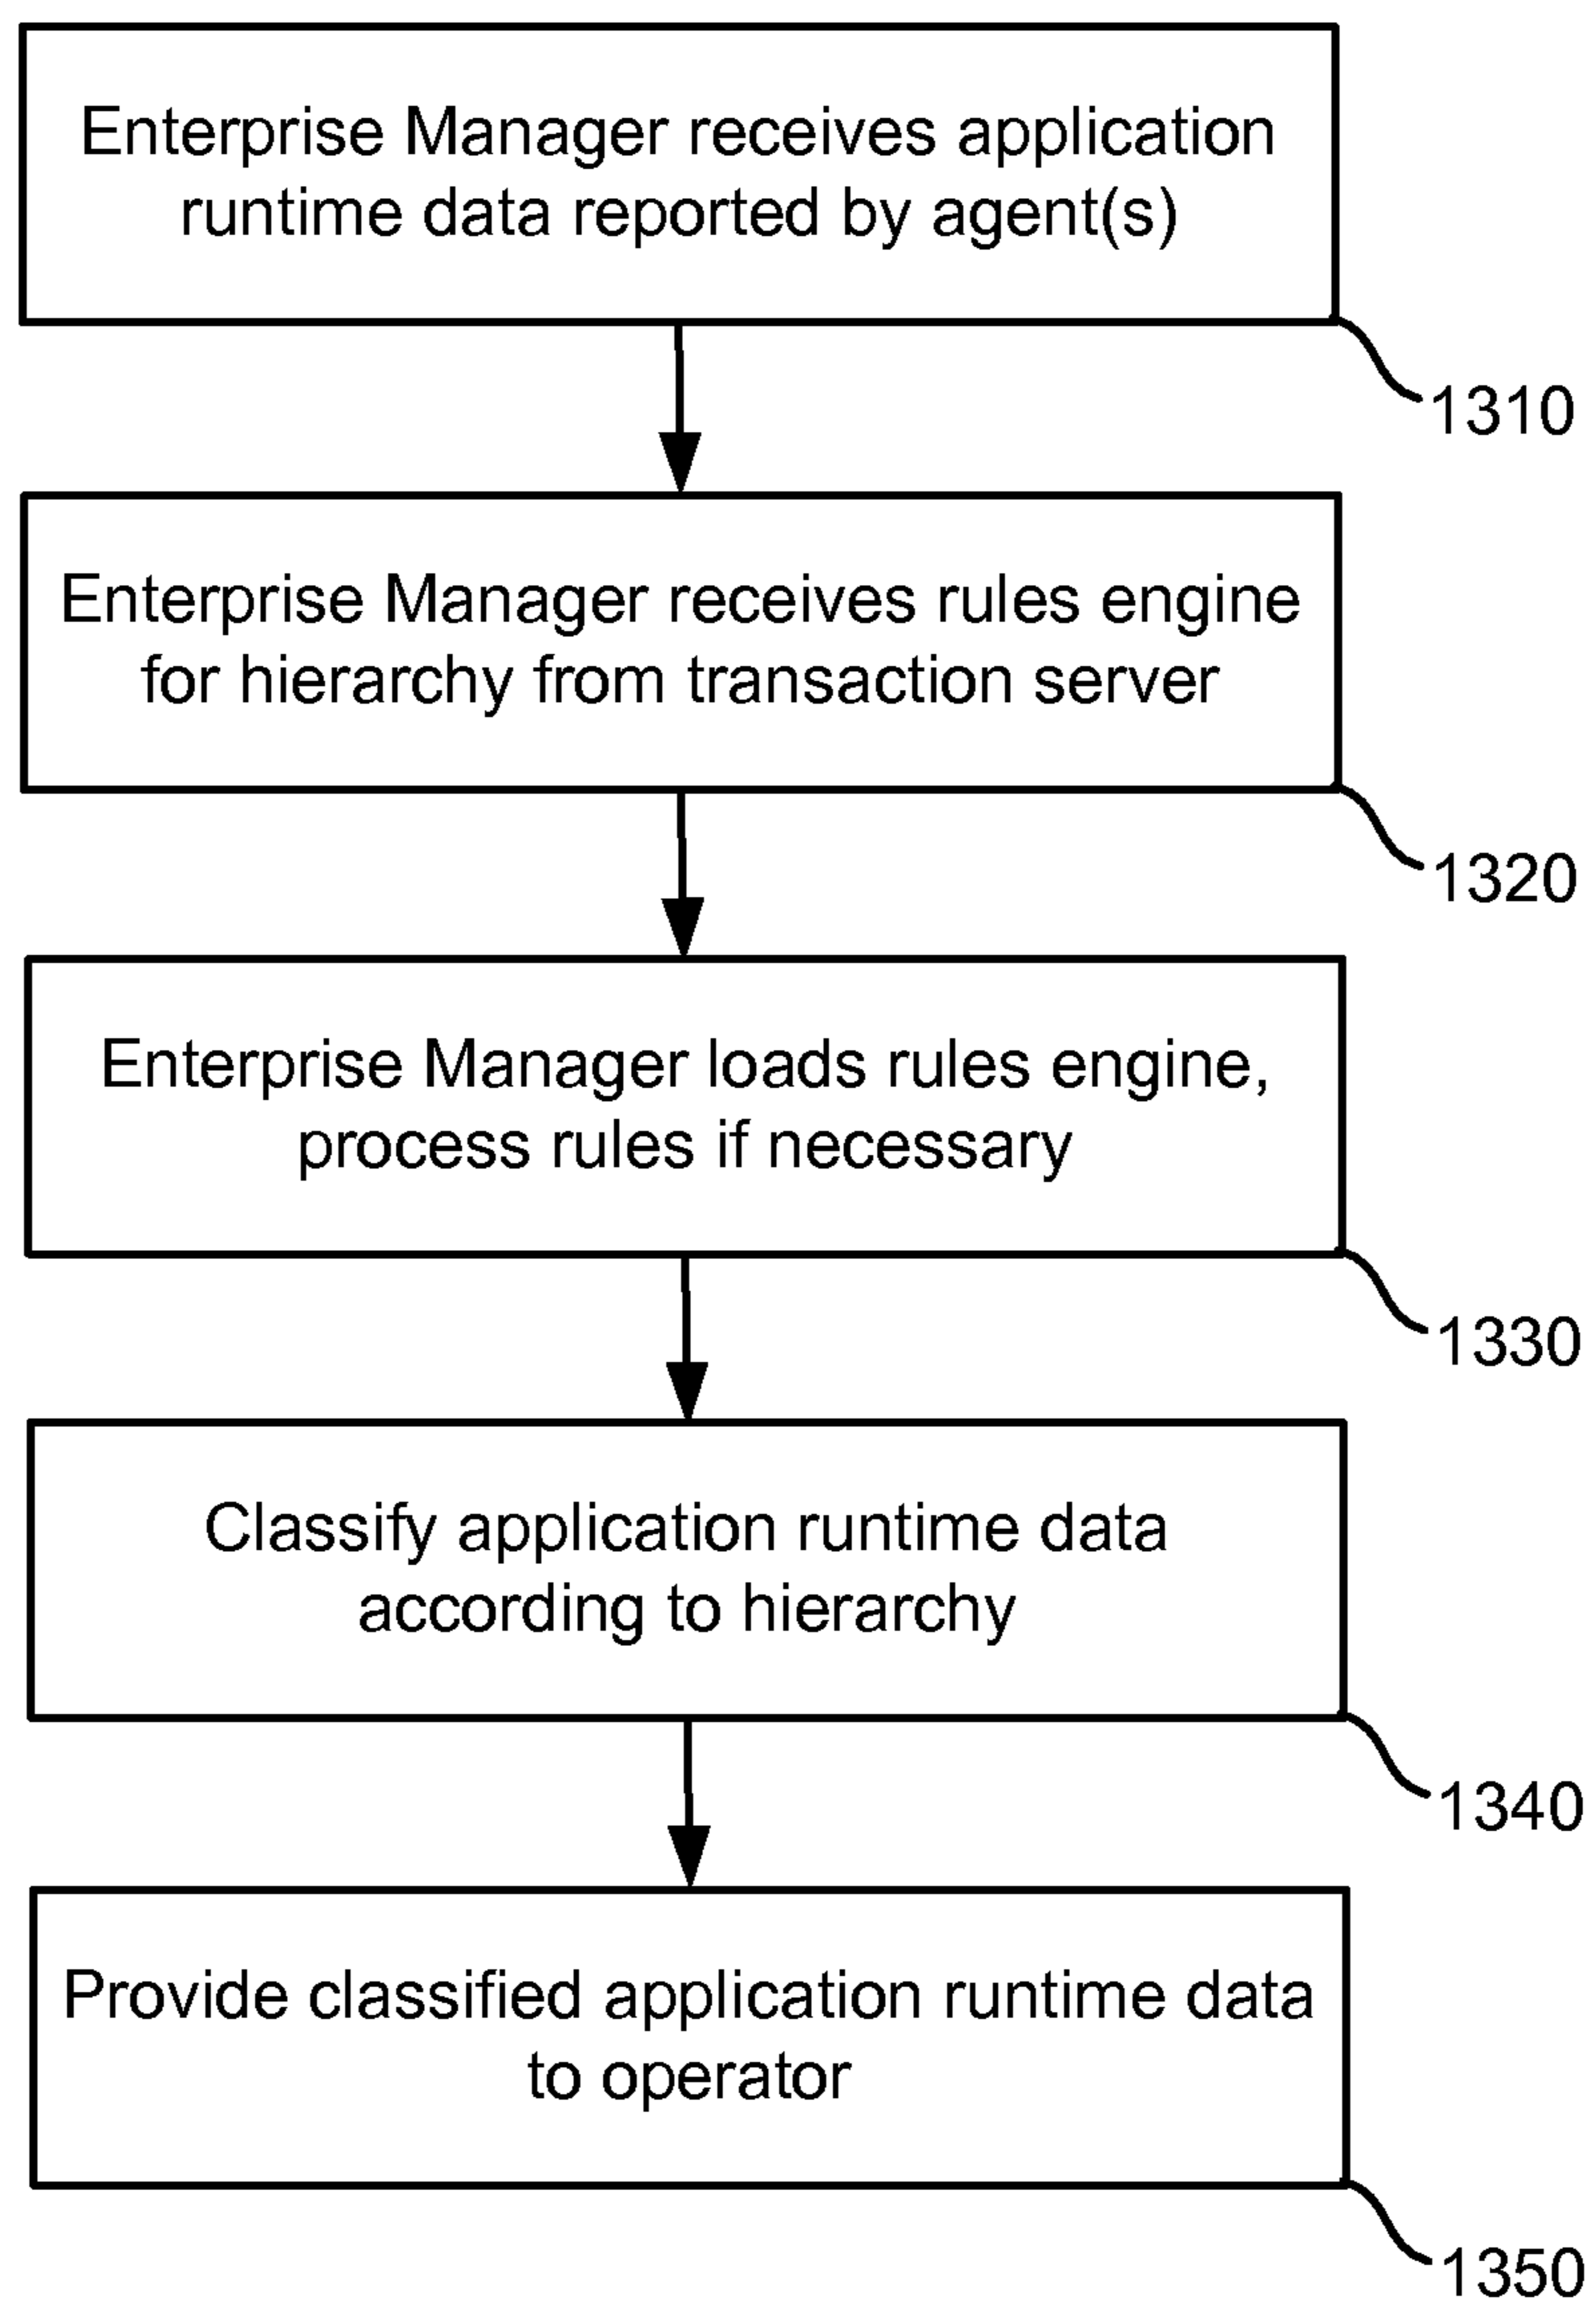 Enterprise Manager receives application
runtime data reported by agent(s)
1310
Enterprise Manager receives rules engine
for hierarchy from transaction server
1320
Enterprise Manager loads rules engine,
process rules if necessary
1330
Classify application runtime data
according to hierarchy
1340
Provide classified application runtime data
to operator
1350